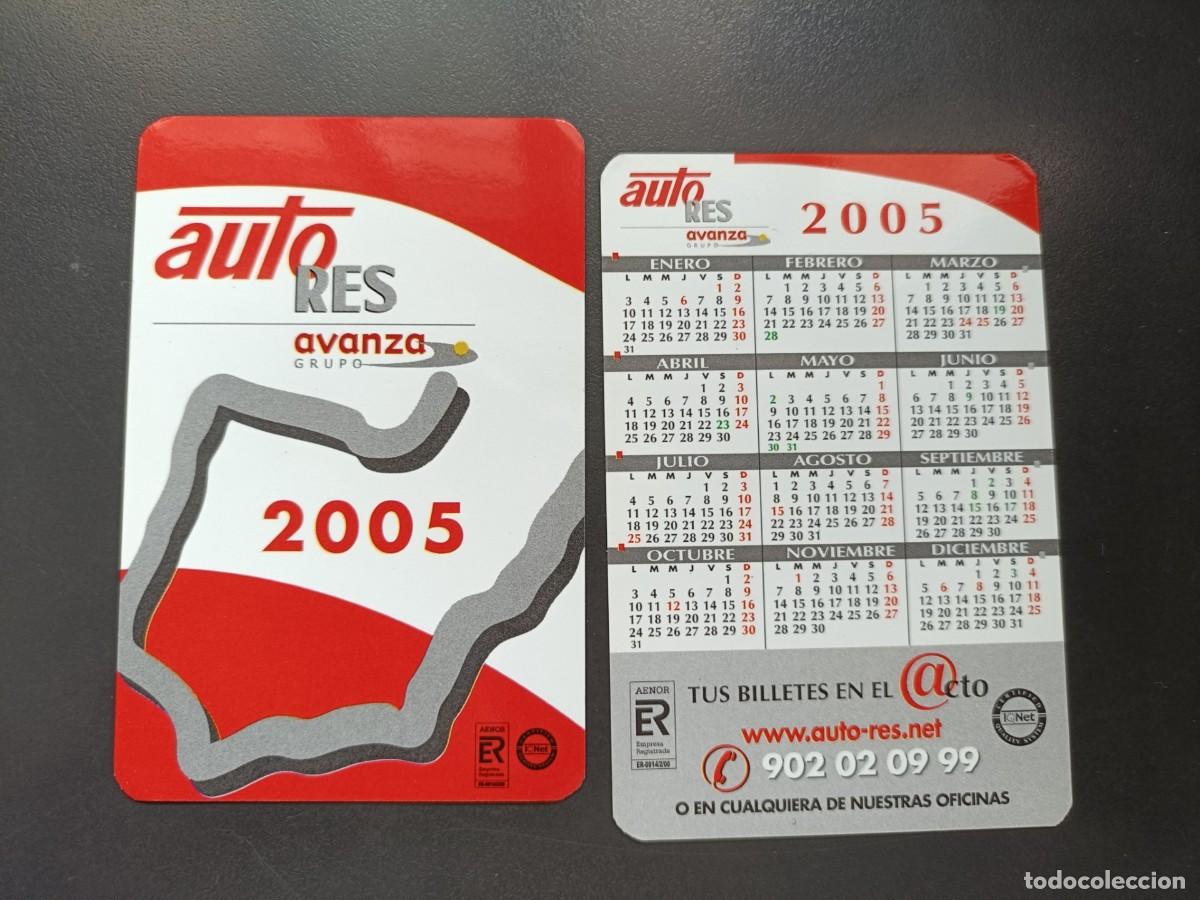 auto
RES
avanza
GRUPO
2005
AENOR
ER
Empresa
Registrada
IQNet
auto
RES
avanza
GRUPO
2005
ENERO
L M M J V S D
1 2
3 4 5 6 7 8 9
10 11 12 13 14 15 16
17 18 19 20 21 22 23
24 25 26 27 28 29 30
31
FEBRERO
L M M J V S D
1 2 3 4 5 6
7 8 9 10 11 12 13
14 15 16 17 18 19 20
21 22 23 24 25 26 27
28
MARZO
L M M J V S D
1 2 3 4 5 6
7 8 9 10 11 12 13
14 15 16 17 18 19 20
21 22 23 24 25 26 27
28 29 30 31
ABRIL
L M M J V S D
1 2 3
4 5 6 7 8 9 10
11 12 13 14 15 16 17
18 19 20 21 22 23 24
25 26 27 28 29 30
MAYO
L M M J V S D
1
2 3 4 5 6 7 8
9 10 11 12 13 14 15
16 17 18 19 20 21 22
23 24 25 26 27 28 29
30 31
JUNIO
L M M J V S D
1 2 3 4 5
6 7 8 9 10 11 12
13 14 15 16 17 18 19
20 21 22 23 24 25 26
27 28 29 30
JULIO
L M M J V S D
1 2 3
4 5 6 7 8 9 10
11 12 13 14 15 16 17
18 19 20 21 22 23 24
25 26 27 28 29 30 31
AGOSTO
L M M J V S D
1 2 3 4 5 6 7
8 9 10 11 12 13 14
15 16 17 18 19 20 21
22 23 24 25 26 27 28
29 30 31
SEPTIEMBRE
L M M J V S D
1 2 3 4
5 6 7 8 9 10 11
12 13 14 15 16 17 18
19 20 21 22 23 24 25
26 27 28 29 30
OCTUBRE
L M M J V S D
1 2
3 4 5 6 7 8 9
10 11 12 13 14 15 16
17 18 19 20 21 22 23
24 25 26 27 28 29 30
31
NOVIEMBRE
L M M J V S D
1 2 3 4 5 6
7 8 9 10 11 12 13
14 15 16 17 18 19 20
21 22 23 24 25 26 27
28 29 30
DICIEMBRE
L M M J V S D
1 2 3 4
5 6 7 8 9 10 11
12 13 14 15 16 17 18
19 20 21 22 23 24 25
26 27 28 29 30 31
AENOR
ER
Empresa
Registrada
ER-0914/2/00
TUS BILLETES EN EL @cto
www.auto-res.net
902 02 09 99
O EN CUALQUIERA DE NUESTRAS OFICINAS
CERTIFIED
IQNet
QUALITY SYSTEM
todocoleccion